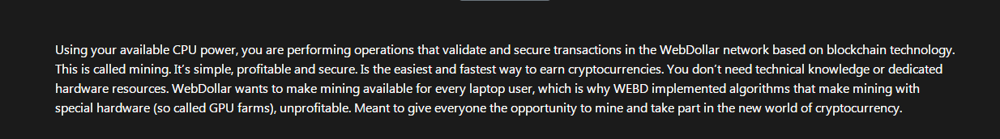 Using your available CPU power, you are performing operations that validate and secure transactions in the WebDollar network based on blockchain technology.
This is called mining. It's simple, profitable and secure. Is the easiest and fastest way to earn cryptocurrencies. You don't need technical knowledge or dedicated
hardware resources. WebDollar wants to make mining available for every laptop user, which is why WEBD implemented algorithms that make mining with
special hardware (so called GPU farms), unprofitable. Meant to give everyone the opportunity to mine and take part in the new world of cryptocurrency.